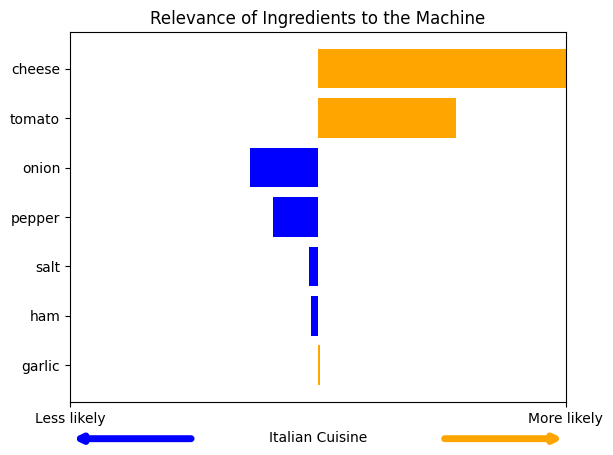 Relevance of Ingredients to the Machine
cheese
tomato
onion
pepper
salt
ham
garlic
Less likely
More likely
Italian Cuisine